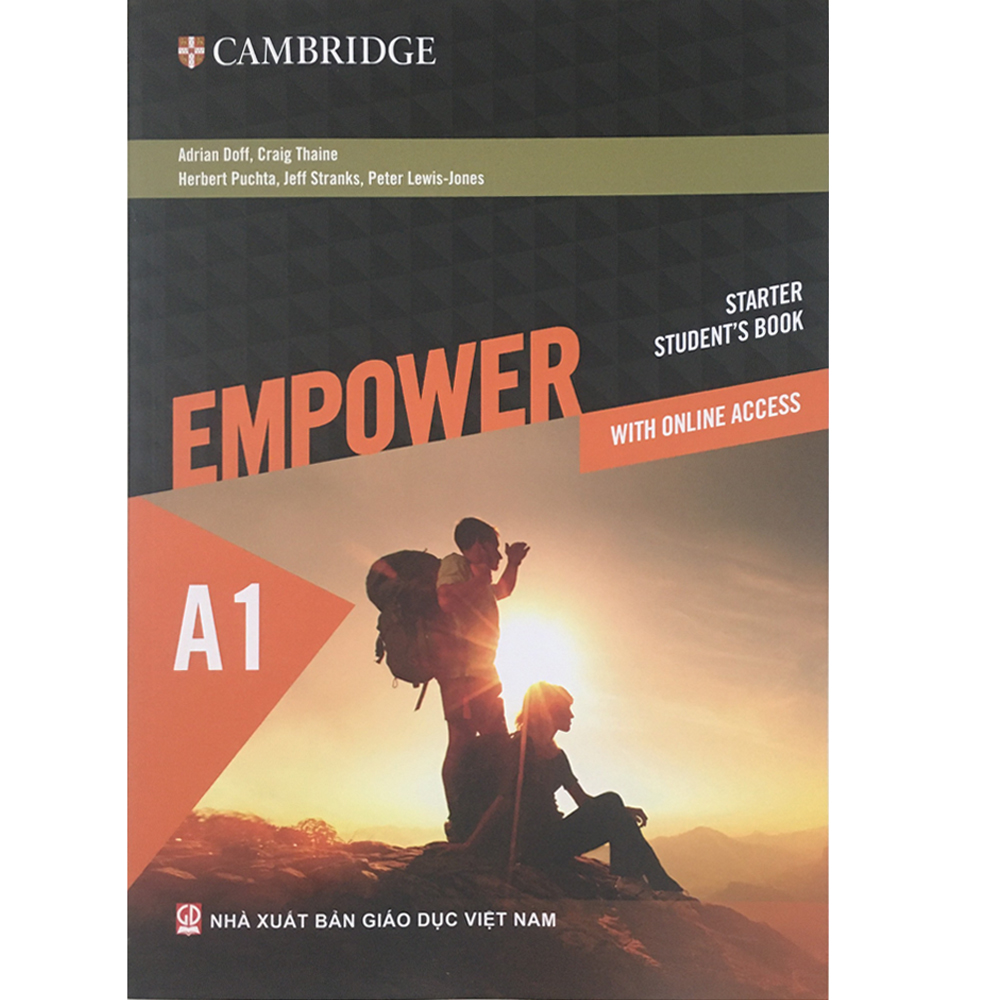 CAMBRIDGE
Adrian Doff, Craig Thaine
Herbert Puchta, Jeff Stranks, Peter Lewis-Jones
STARTER
STUDENT'S BOOK
EMPOWER
WITH ONLINE ACCESS
A1
GD NHÀ XUẤT BẢN GIÁO DỤC VIỆT NAM